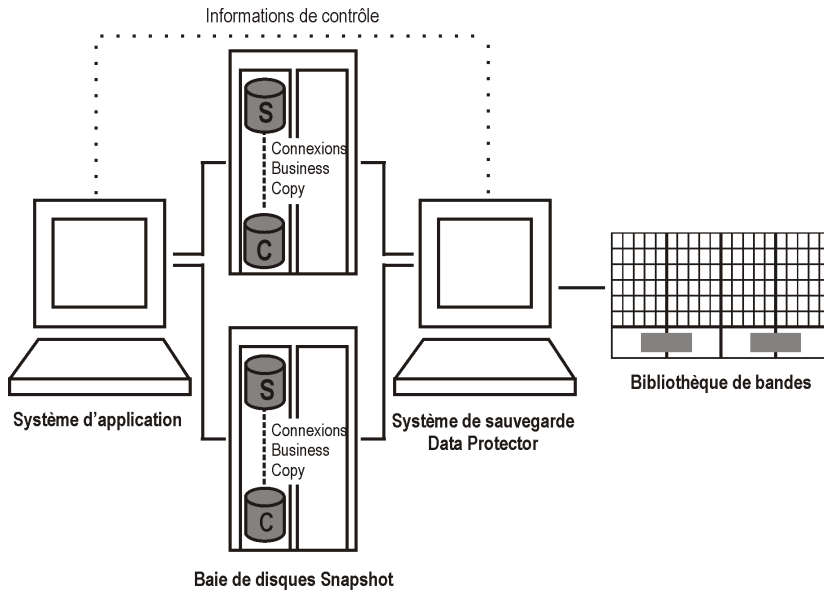 Informations de contrôle
S
Connexions
Business
Copy
C
S
Connexions
Business
Copy
C
Système d'application
Système de sauvegarde
Data Protector
Bibliothèque de bandes
Baie de disques Snapshot